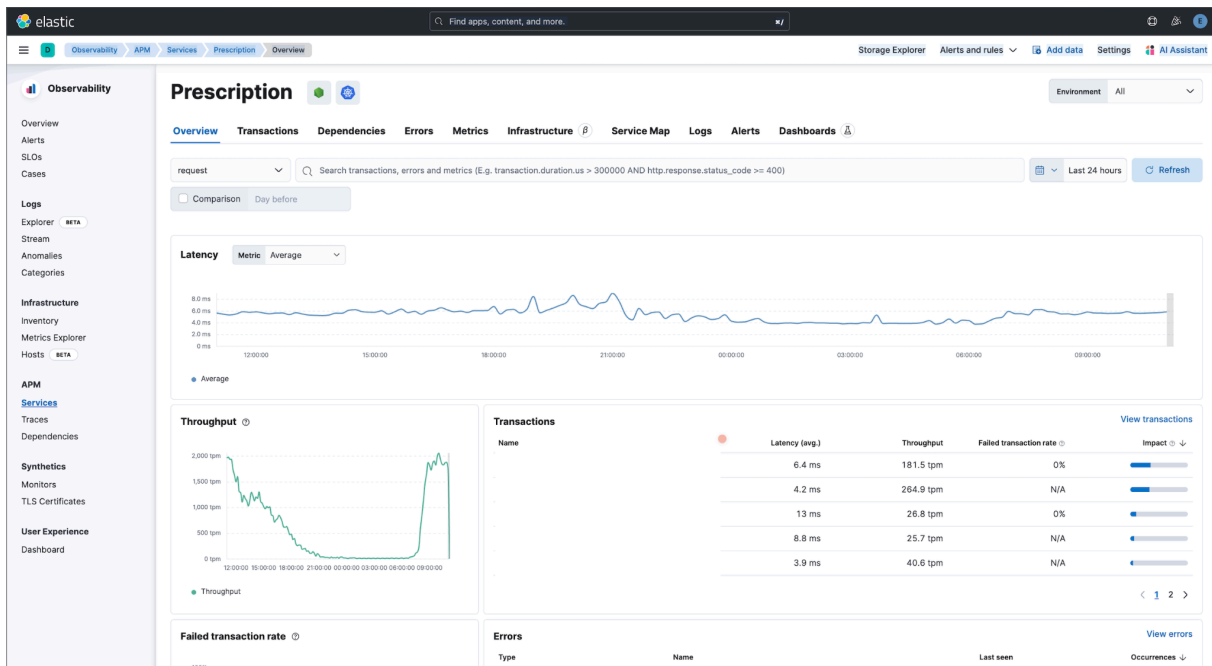 elastic
Find apps, content, and more.
⌘/
E
D
Observability
APM
Services
Prescription
Overview
Storage Explorer
Alerts and rules
Add data
Settings
AI Assistant
Observability
Overview
Alerts
SLOs
Cases
Logs
Explorer BETA
Stream
Anomalies
Categories
Infrastructure
Inventory
Metrics Explorer
Hosts BETA
APM
Services
Traces
Dependencies
Synthetics
Monitors
TLS Certificates
User Experience
Dashboard
Prescription
Environment All
Overview Transactions Dependencies Errors Metrics Infrastructure β Service Map Logs Alerts Dashboards
request
Search transactions, errors and metrics (E.g. transaction.duration.us > 300000 AND http.response.status_code >= 400)
Last 24 hours
Refresh
Comparison Day before
Latency Metric Average
8.0 ms
6.0 ms
4.0 ms
2.0 ms
0 ms
12:00:00 15:00:00 18:00:00 21:00:00 00:00:00 03:00:00 06:00:00 09:00:00
Average
Throughput
2,000 tpm
1,500 tpm
1,000 tpm
500 tpm
0 tpm
12:00:00 15:00:00 18:00:00 21:00:00 00:00:00 03:00:00 06:00:00 09:00:00
Throughput
Transactions View transactions
Name Latency (avg.) Throughput Failed transaction rate Impact
6.4 ms 181.5 tpm 0%
4.2 ms 264.9 tpm N/A
13 ms 26.8 tpm 0%
8.8 ms 25.7 tpm N/A
3.9 ms 40.6 tpm N/A
1 2
Failed transaction rate
Errors View errors
Type Name Last seen Occurrences